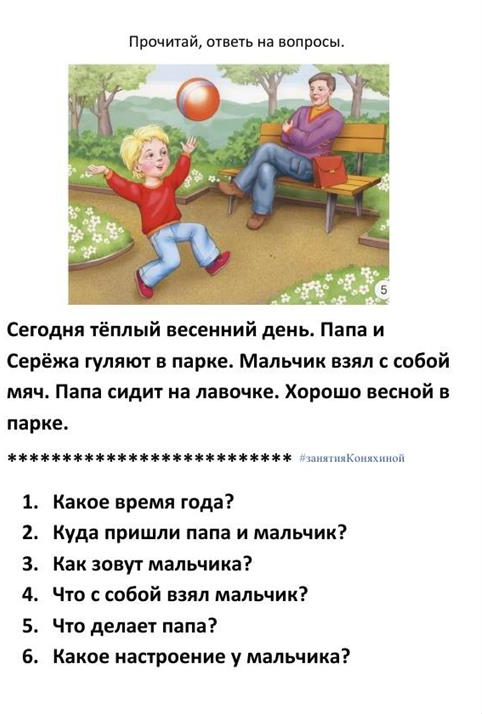 Прочитай, ответь на вопросы.
5
Сегодня тёплый весенний день. Папа и
Серёжа гуляют в парке. Мальчик взял с собой
мяч. Папа сидит на лавочке. Хорошо весной в
парке.
************************** #занятияКоняхиной
1. Какое время года?
2. Куда пришли папа и мальчик?
3. Как зовут мальчика?
4. Что с собой взял мальчик?
5. Что делает папа?
6. Какое настроение у мальчика?